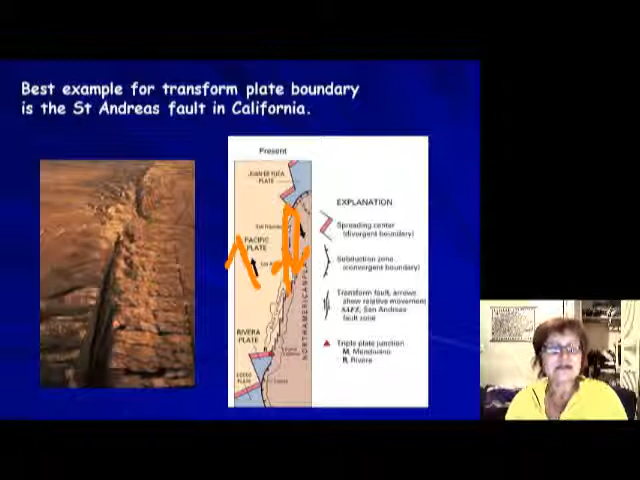 Best example for transform plate boundary
is the St Andreas fault in California.
Present
JUAN DE FUCA
PLATE
EXPLANATION
Spreading center
(divergent boundary)
PACIFIC
PLATE
Subduction zone
(convergent boundary)
NORTH AMERICAN
Transform fault, arrows
show relative movement
SAFZ, San Andreas
fault zone
RIVERA
PLATE
Triple plate junction
M, Mendocino
R, Rivera
COCOS
PLATE